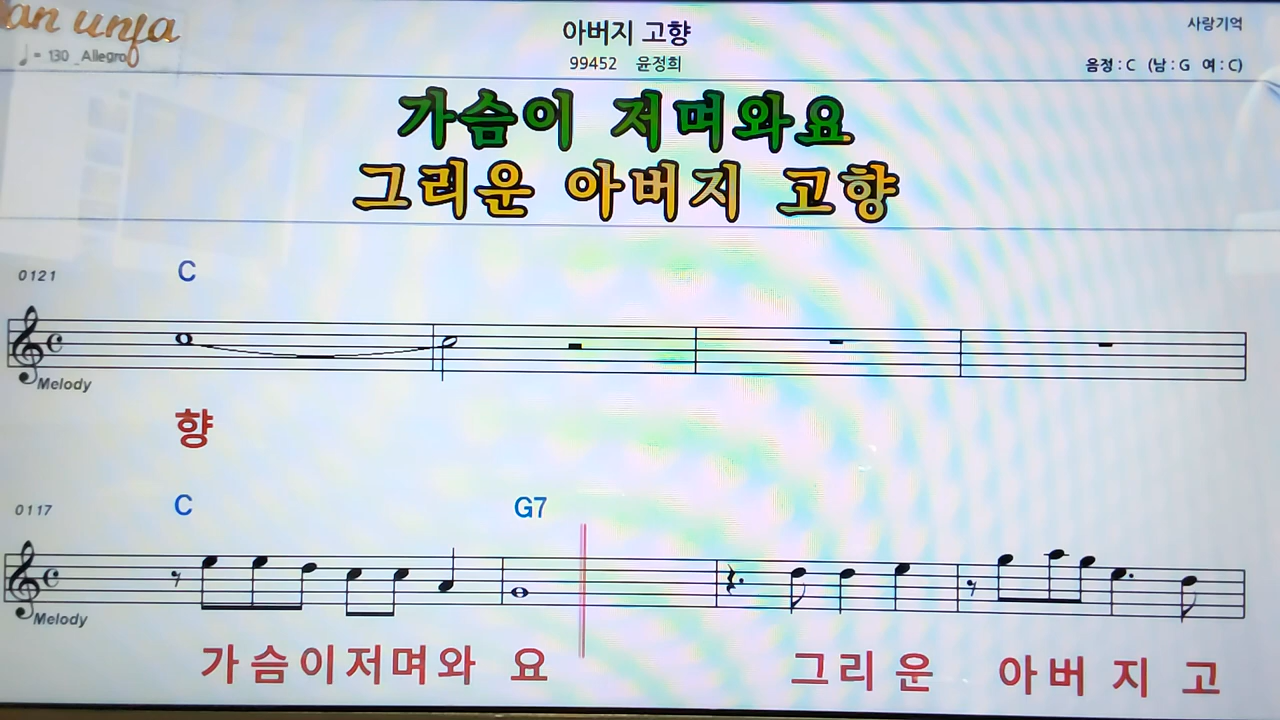 an unja
♩ = 130 _Allegro
아버지 고향
99452 윤정희
사랑기억
음정 : C (남 : G 여 : C)
가슴이 저며와요
그리운 아버지 고향
0121
C
Melody
향
0117
C G7
Melody
가슴이저며와 요 그리 운 아버 지 고